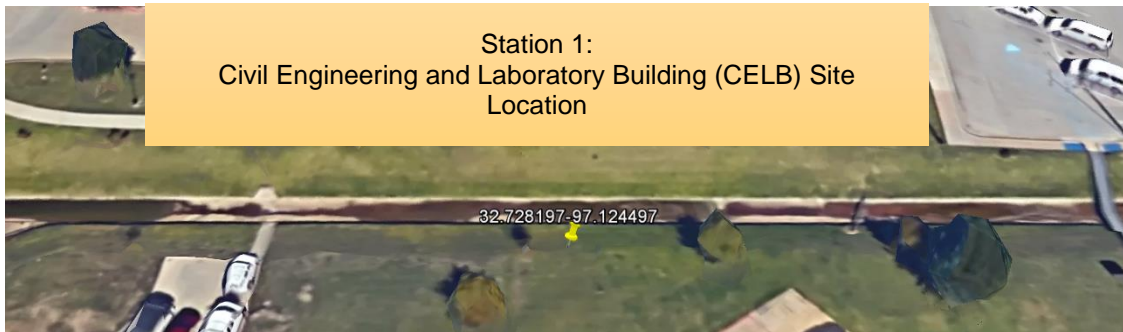 Station 1:
Civil Engineering and Laboratory Building (CELB) Site
Location
32.728197-97.124497